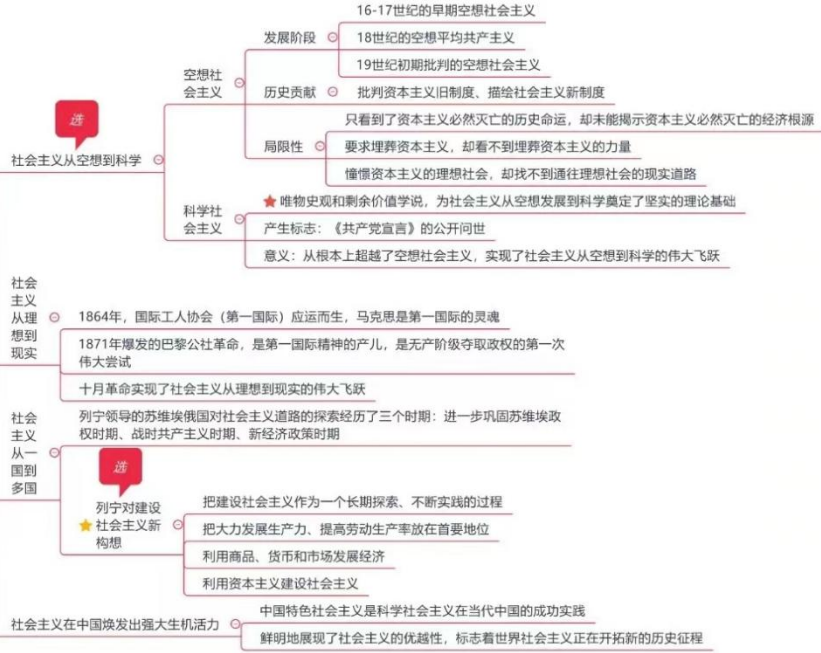 选
社会主义从空想到科学
空想社
会主义
发展阶段
16-17世纪的早期空想社会主义
18世纪的空想平均共产主义
19世纪初期批判的空想社会主义
历史贡献
批判资本主义旧制度、描绘社会主义新制度
局限性
只看到了资本主义必然灭亡的历史命运，却未能揭示资本主义必然灭亡的经济根源
要求埋葬资本主义，却看不到埋葬资本主义的力量
憧憬资本主义的理想社会，却找不到通往理想社会的现实道路
科学社
会主义
唯物史观和剩余价值学说，为社会主义从空想发展到科学奠定了坚实的理论基础
产生标志：《共产党宣言》的公开问世
意义：从根本上超越了空想社会主义，实现了社会主义从空想到科学的伟大飞跃
社会
主义
从理
想到
现实
1864年，国际工人协会（第一国际）应运而生，马克思是第一国际的灵魂
1871年爆发的巴黎公社革命，是第一国际精神的产儿，是无产阶级夺取政权的第一次
伟大尝试
十月革命实现了社会主义从理想到现实的伟大飞跃
社会
主义
从一
国到
多国
列宁领导的苏维埃俄国对社会主义道路的探索经历了三个时期：进一步巩固苏维埃政
权时期、战时共产主义时期、新经济政策时期
选
列宁对建设
社会主义新
构想
把建设社会主义作为一个长期探索、不断实践的过程
把大力发展生产力、提高劳动生产率放在首要地位
利用商品、货币和市场发展经济
利用资本主义建设社会主义
社会主义在中国焕发出强大生机活力
中国特色社会主义是科学社会主义在当代中国的成功实践
鲜明地展现了社会主义的优越性，标志着世界社会主义正在开拓新的历史征程